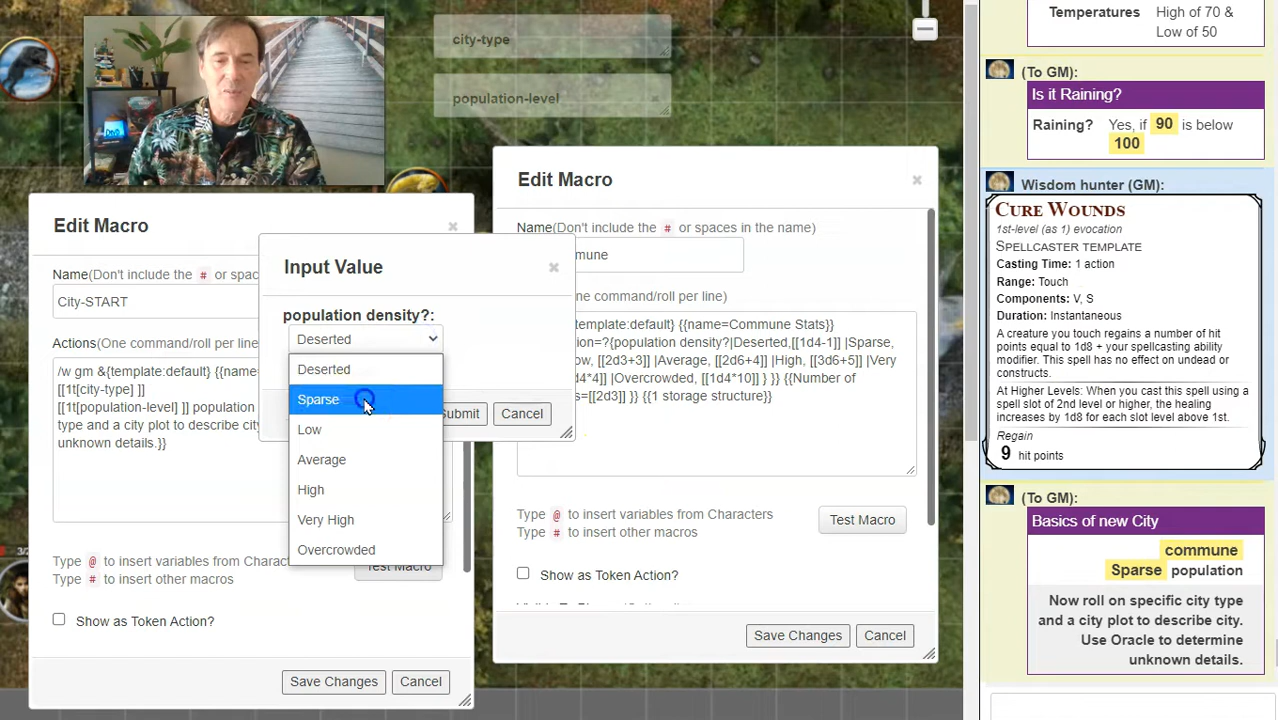 city-type
population-level
Edit Macro
Name(Don't include the # or spac
City-START
Actions(One command/roll per line)
/w gm &{template:default} {{nam
[[1t[city-type] ]]
[[1t[population-level] ]] population
type and a city plot to describe city
unknown details.}}
Type @ to insert variables from Charac
Type # to insert other macros
Test Macro
Show as Token Action?
Save Changes
Cancel
Input Value
population density?:
Deserted
Deserted
Sparse
Low
Average
High
Very High
Overcrowded
Submit
Cancel
Edit Macro
Name(Don't include the # or spaces in the name)
mune
ne command/roll per line)
template:default} {{name=Commune Stats}}
=?{population density?|Deserted,[[1d4-1]] |Sparse,
ow, [[2d3+3]] |Average, [[2d6+4]] |High, [[3d6+5]] |Very
d4*4]] |Overcrowded, [[1d4*10]] } }} {{Number of
s=[[2d3]] }} {{1 storage structure}}
Type @ to insert variables from Characters
Type # to insert other macros
Test Macro
Show as Token Action?
Save Changes
Cancel
Temperatures High of 70 &
Low of 50
(To GM):
Is it Raining?
Raining? Yes, if 90 is below
100
Wisdom hunter (GM):
Cure Wounds
1st-level (as 1) evocation
Spellcaster template
Casting Time: 1 action
Range: Touch
Components: V, S
Duration: Instantaneous
A creature you touch regains a number of hit
points equal to 1d8 + your spellcasting ability
modifier. This spell has no effect on undead or
constructs.
At Higher Levels: When you cast this spell using a
spell slot of 2nd level or higher, the healing
increases by 1d8 for each slot level above 1st.
Regain
9 hit points
(To GM):
Basics of new City
commune
Sparse population
Now roll on specific city type
and a city plot to describe city.
Use Oracle to determine
unknown details.